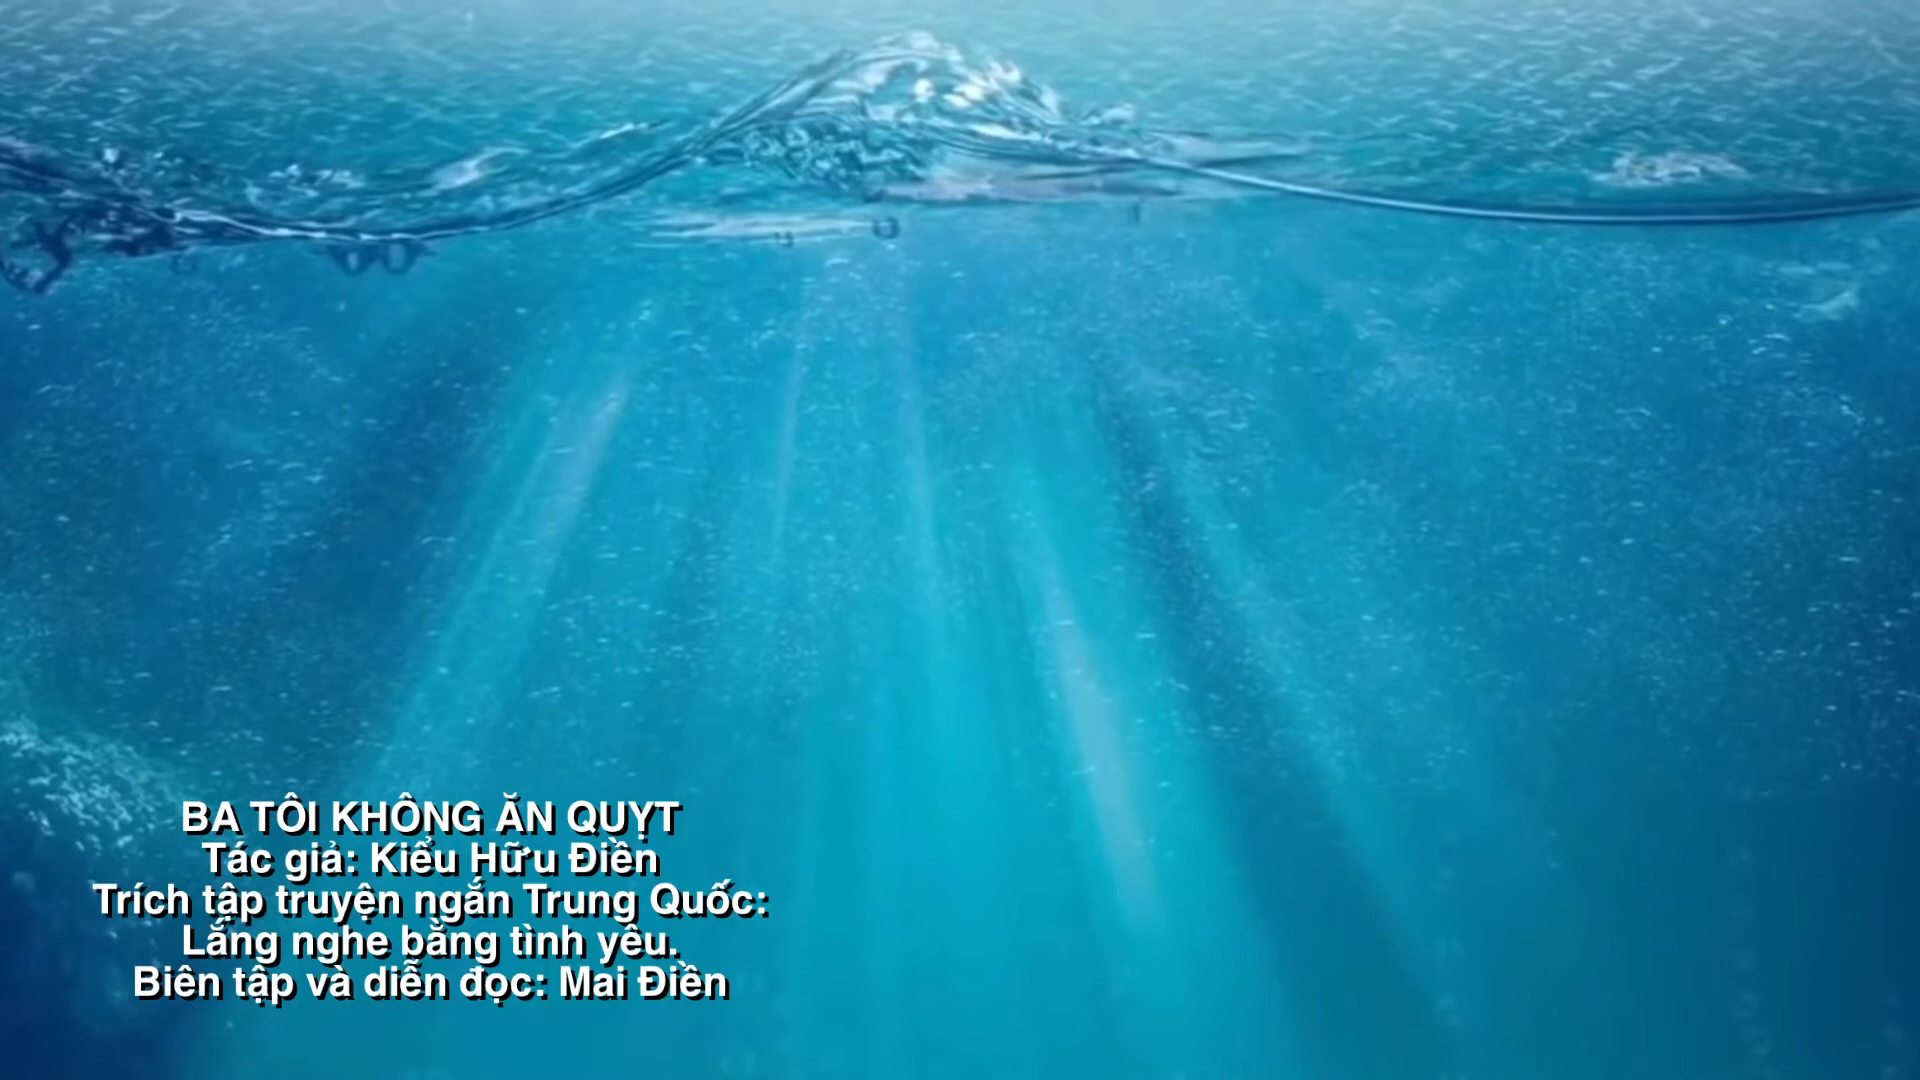 BA TÔI KHÔNG ĂN QUỴT
Tác giả: Kiểu Hữu Điền
Trích tập truyện ngắn Trung Quốc:
Lắng nghe bằng tình yêu.
Biên tập và diễn đọc: Mai Điền